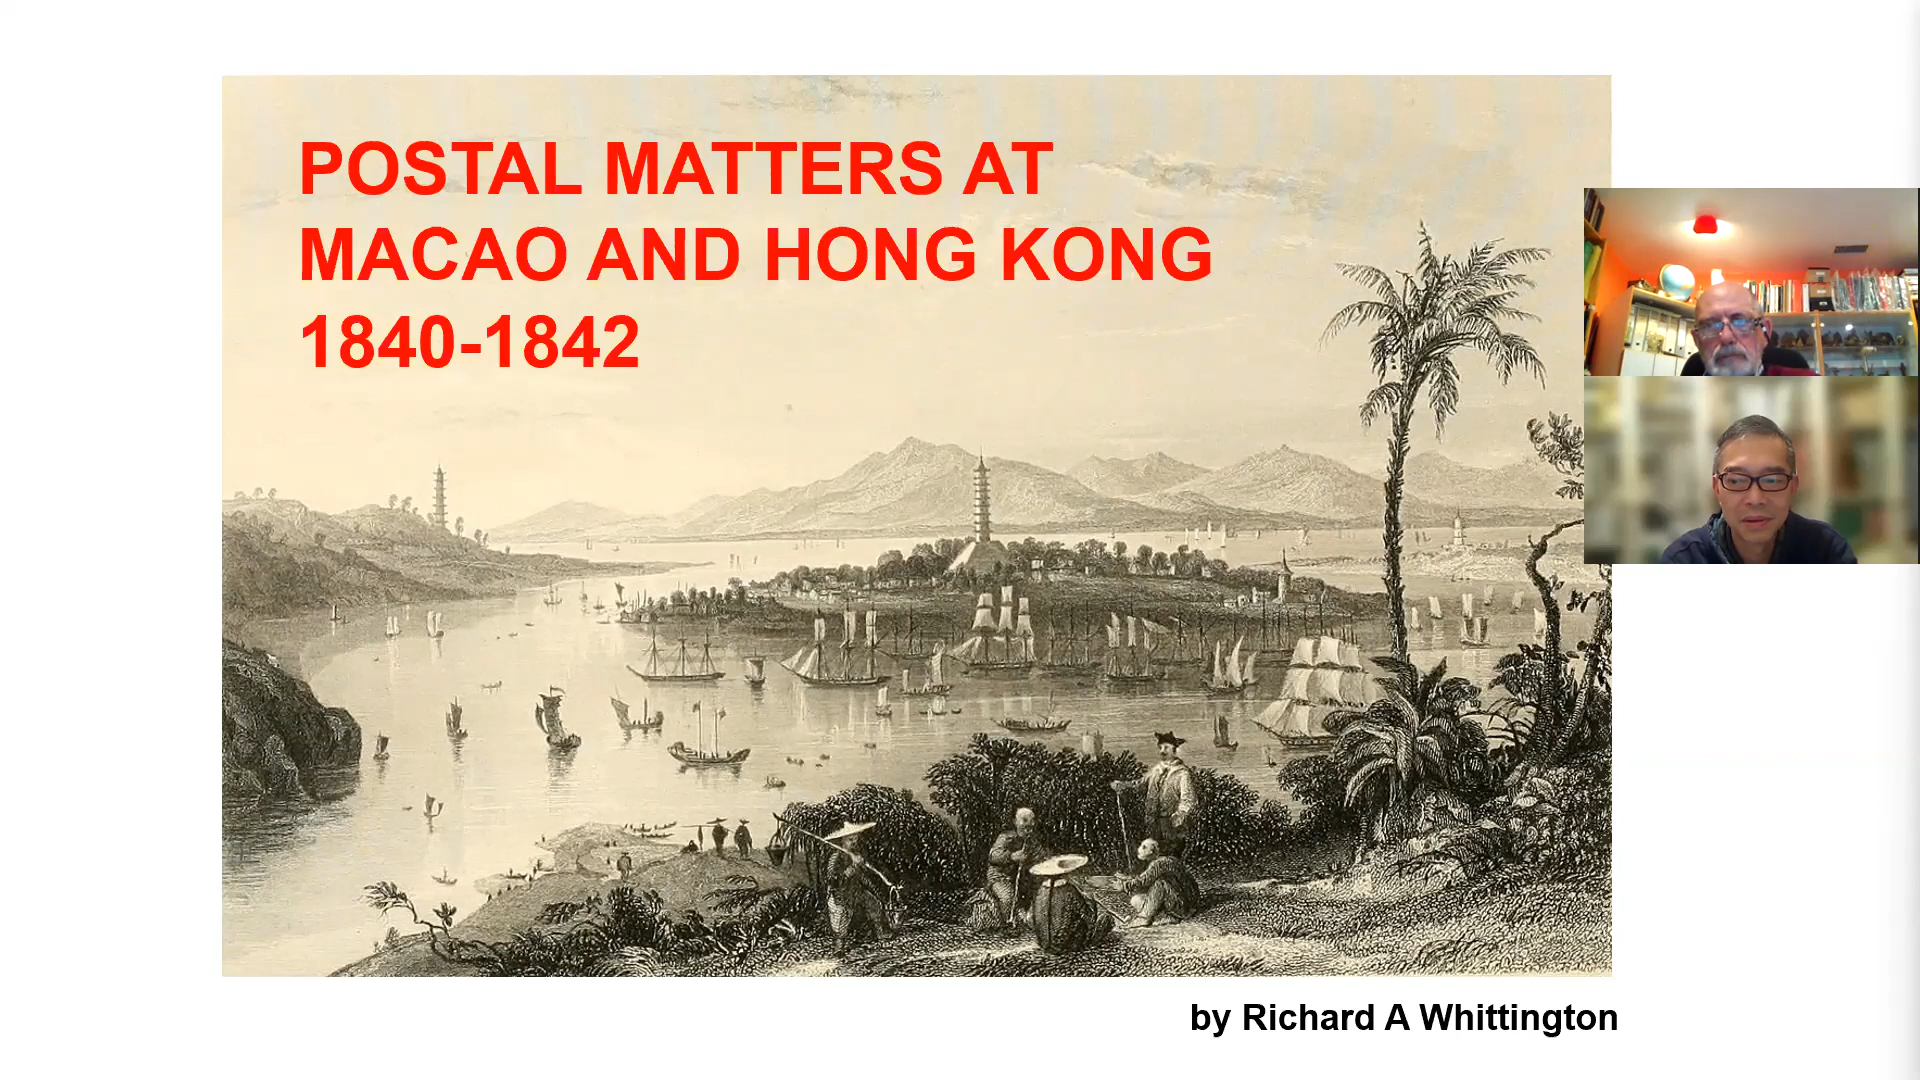 POSTAL MATTERS AT
MACAO AND HONG KONG
1840-1842
by Richard A Whittington